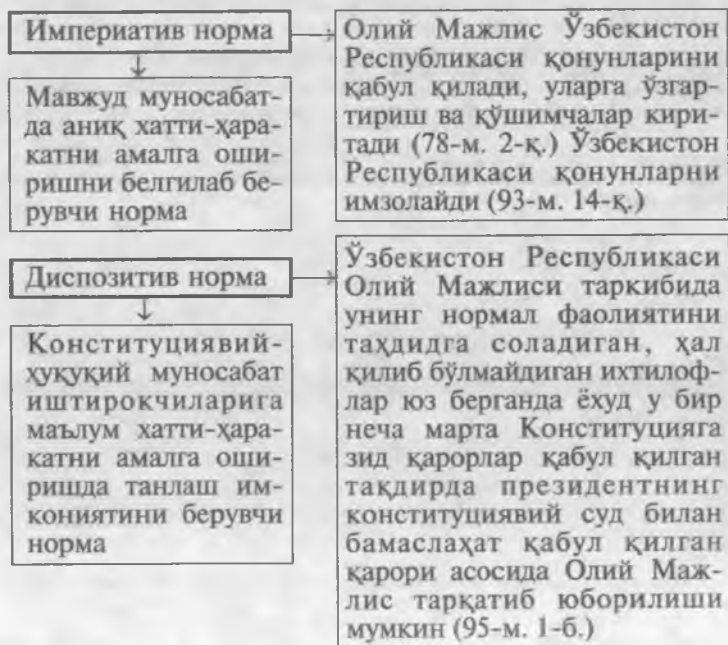 Императив норма
Мавжуд муносабат-
да аниқ хатти-ҳара-
катни амалга оши-
ришни белгилаб бе-
рувчи норма
Олий Мажлис Ўзбекистон
Республикаси қонунларини
қабул қилади, уларга ўзгар-
тириш ва қўшимчалар кири-
тади (78-м. 2-қ.) Ўзбекистон
Республикаси қонунларни
имзолайди (93-м. 14-қ.)
Диспозитив норма
Конституциявий-
ҳуқуқий муносабат
иштирокчиларига
маълум хатти-ҳара-
катни амалга оши-
ришда танлаш им-
кониятини берувчи
норма
Ўзбекистон Республикаси
Олий Мажлиси таркибида
унинг нормал фаолиятини
таҳдидга соладиган, ҳал
қилиб бўлмайдиган ихтилоф-
лар юз берганда ёхуд у бир
неча марта Конституцияга
зид қарорлар қабул қилган
тақдирда президентнинг
конституциявий суд билан
бамаслаҳат қабул қилган
қарори асосида Олий Маж-
лис тарқатиб юборилиши
мумкин (95-м. 1-б.)